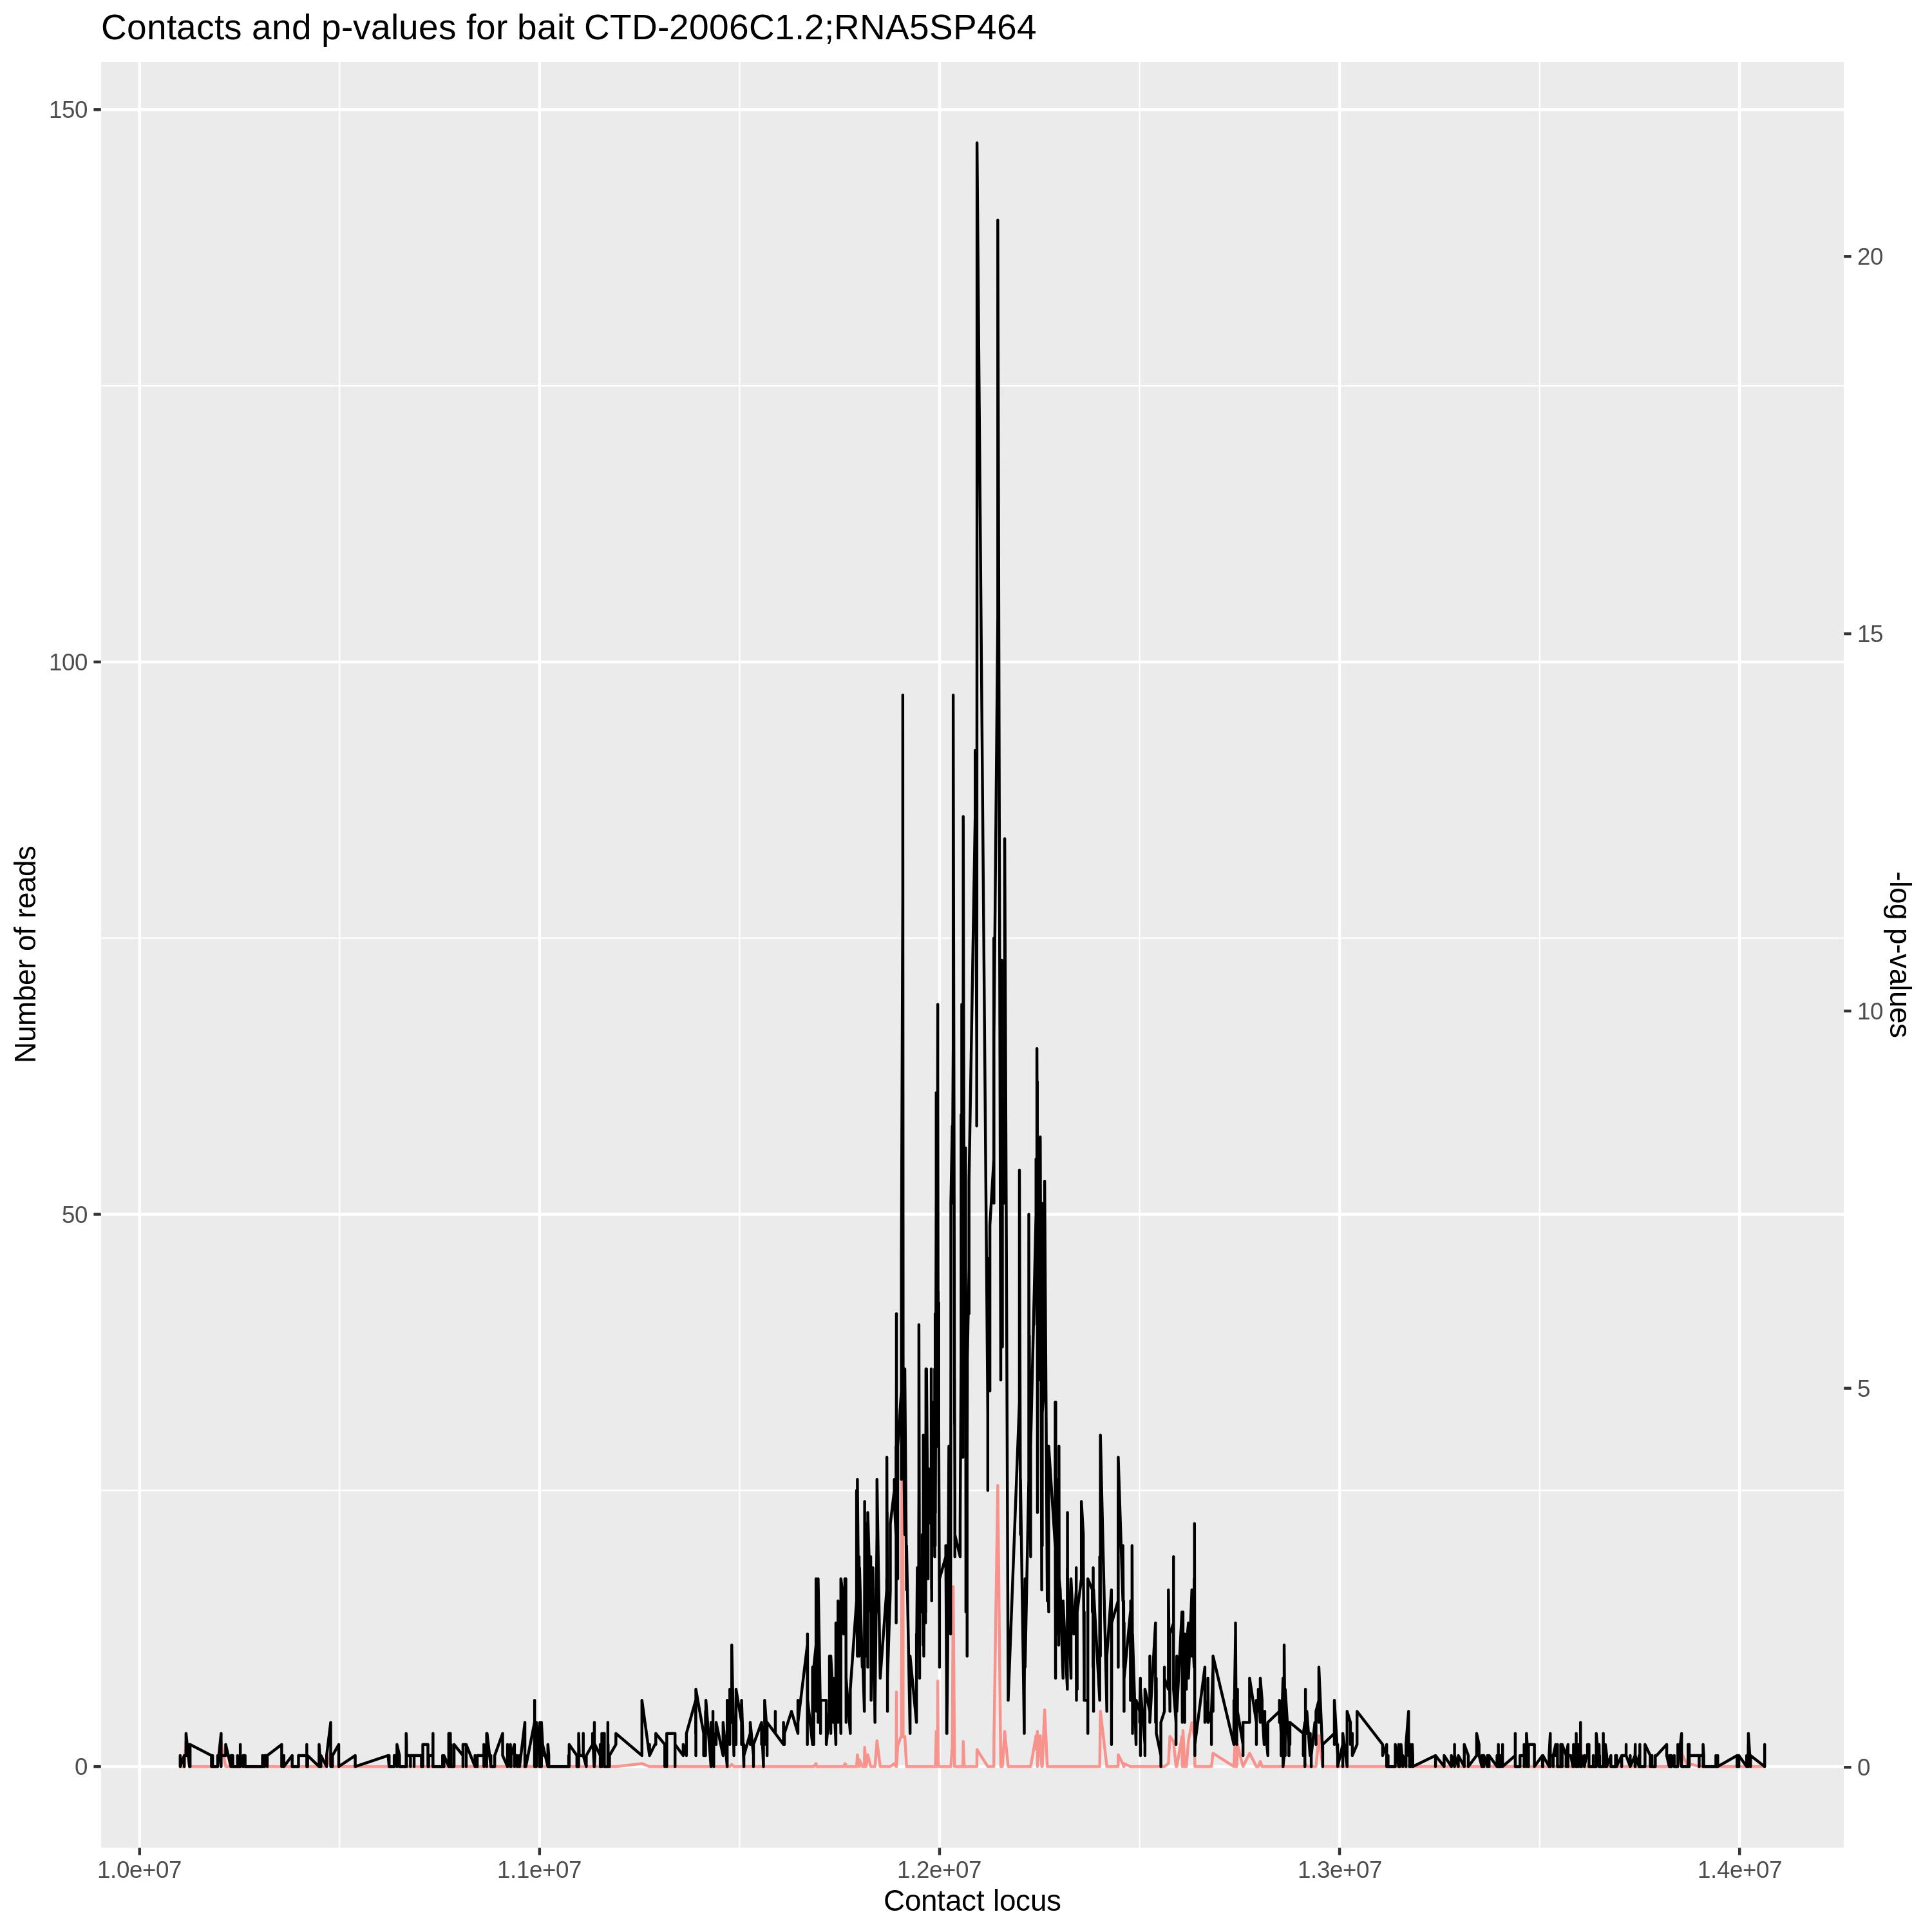 Contacts and p-values for bait CTD-2006C1.2;RNA5SP464
150
100
50
0
Number of reads
20
15
10
5
0
-log p-values
1.0e+07 1.1e+07 1.2e+07 1.3e+07 1.4e+07
Contact locus